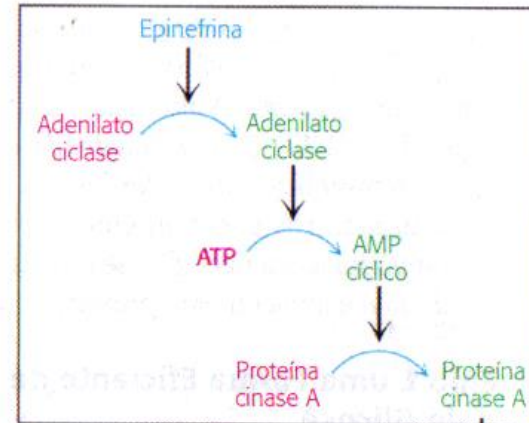 Epinefrina
Adenilato
ciclase
Adenilato
ciclase
ATP
AMP
cíclico
Proteína
cinase A
Proteína
cinase A